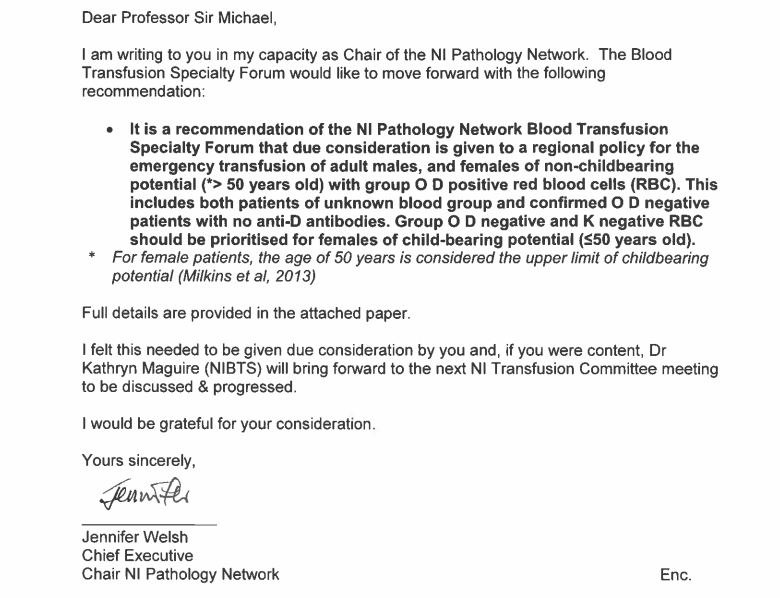 Dear Professor Sir Michael,
I am writing to you in my capacity as Chair of the NI Pathology Network.  The Blood
Transfusion Specialty Forum would like to move forward with the following
recommendation:
• It is a recommendation of the NI Pathology Network Blood Transfusion
Specialty Forum that due consideration is given to a regional policy for the
emergency transfusion of adult males, and females of non-childbearing
potential (*> 50 years old) with group O D positive red blood cells (RBC). This
includes both patients of unknown blood group and confirmed O D negative
patients with no anti-D antibodies. Group O D negative and K negative RBC
should be prioritised for females of child-bearing potential (≤50 years old).
* For female patients, the age of 50 years is considered the upper limit of childbearing
potential (Milkins et al, 2013)
Full details are provided in the attached paper.
I felt this needed to be given due consideration by you and, if you were content, Dr
Kathryn Maguire (NIBTS) will bring forward to the next NI Transfusion Committee meeting
to be discussed & progressed.
I would be grateful for your consideration.
Yours sincerely,
Jennifer
Jennifer Welsh
Chief Executive
Chair NI Pathology Network Enc.